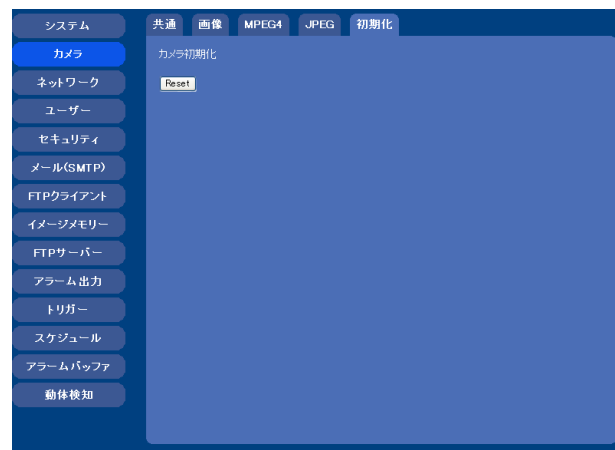 システム
カメラ
ネットワーク
ユーザー
セキュリティ
メール(SMTP)
FTPクライアント
イメージメモリー
FTPサーバー
アラーム出力
トリガー
スケジュール
アラームバッファ
動体検知
共通 画像 MPEG4 JPEG 初期化
カメラ初期化
Reset